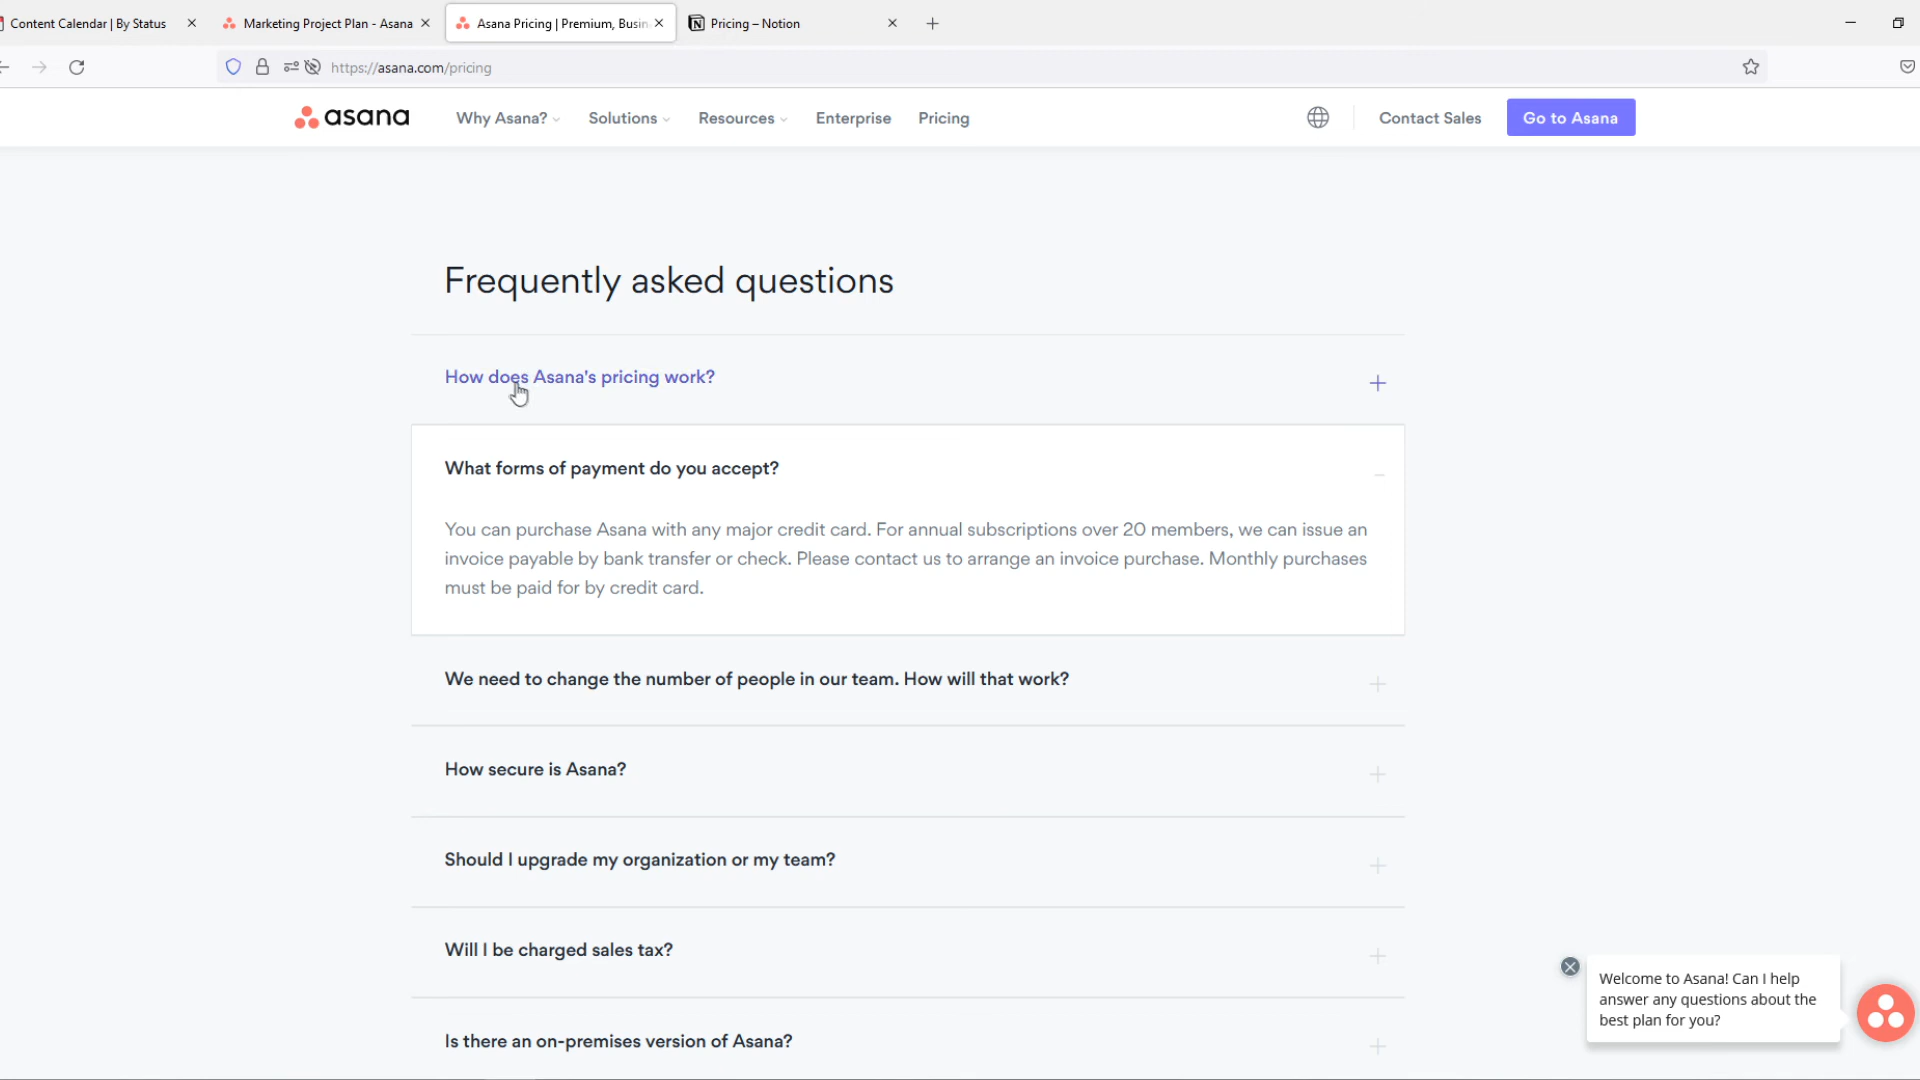 Content Calendar | By Status
Marketing Project Plan - Asana
Asana Pricing | Premium, Busin
Pricing – Notion
https://asana.com/pricing
asana
Why Asana?
Solutions
Resources
Enterprise
Pricing
Contact Sales
Go to Asana
Frequently asked questions
How does Asana's pricing work?
What forms of payment do you accept?
You can purchase Asana with any major credit card. For annual subscriptions over 20 members, we can issue an
invoice payable by bank transfer or check. Please contact us to arrange an invoice purchase. Monthly purchases
must be paid for by credit card.
We need to change the number of people in our team. How will that work?
How secure is Asana?
Should I upgrade my organization or my team?
Will I be charged sales tax?
Is there an on-premises version of Asana?
Welcome to Asana! Can I help
answer any questions about the
best plan for you?